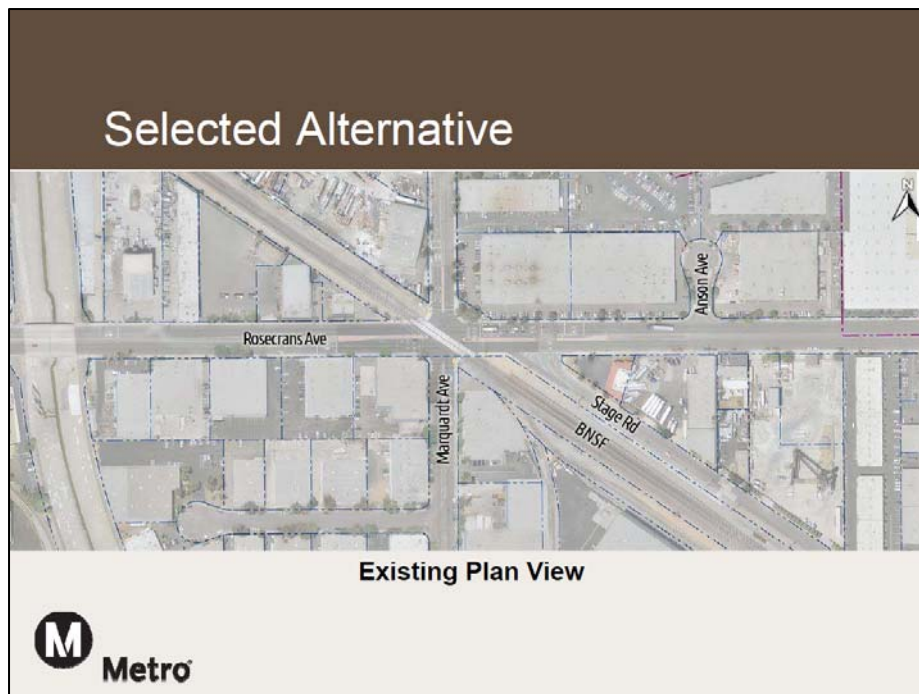 Selected Alternative
N
Rosecrans Ave
Marquardt Ave
Anson Ave
Stage Rd
BNSF
Existing Plan View
M
Metro